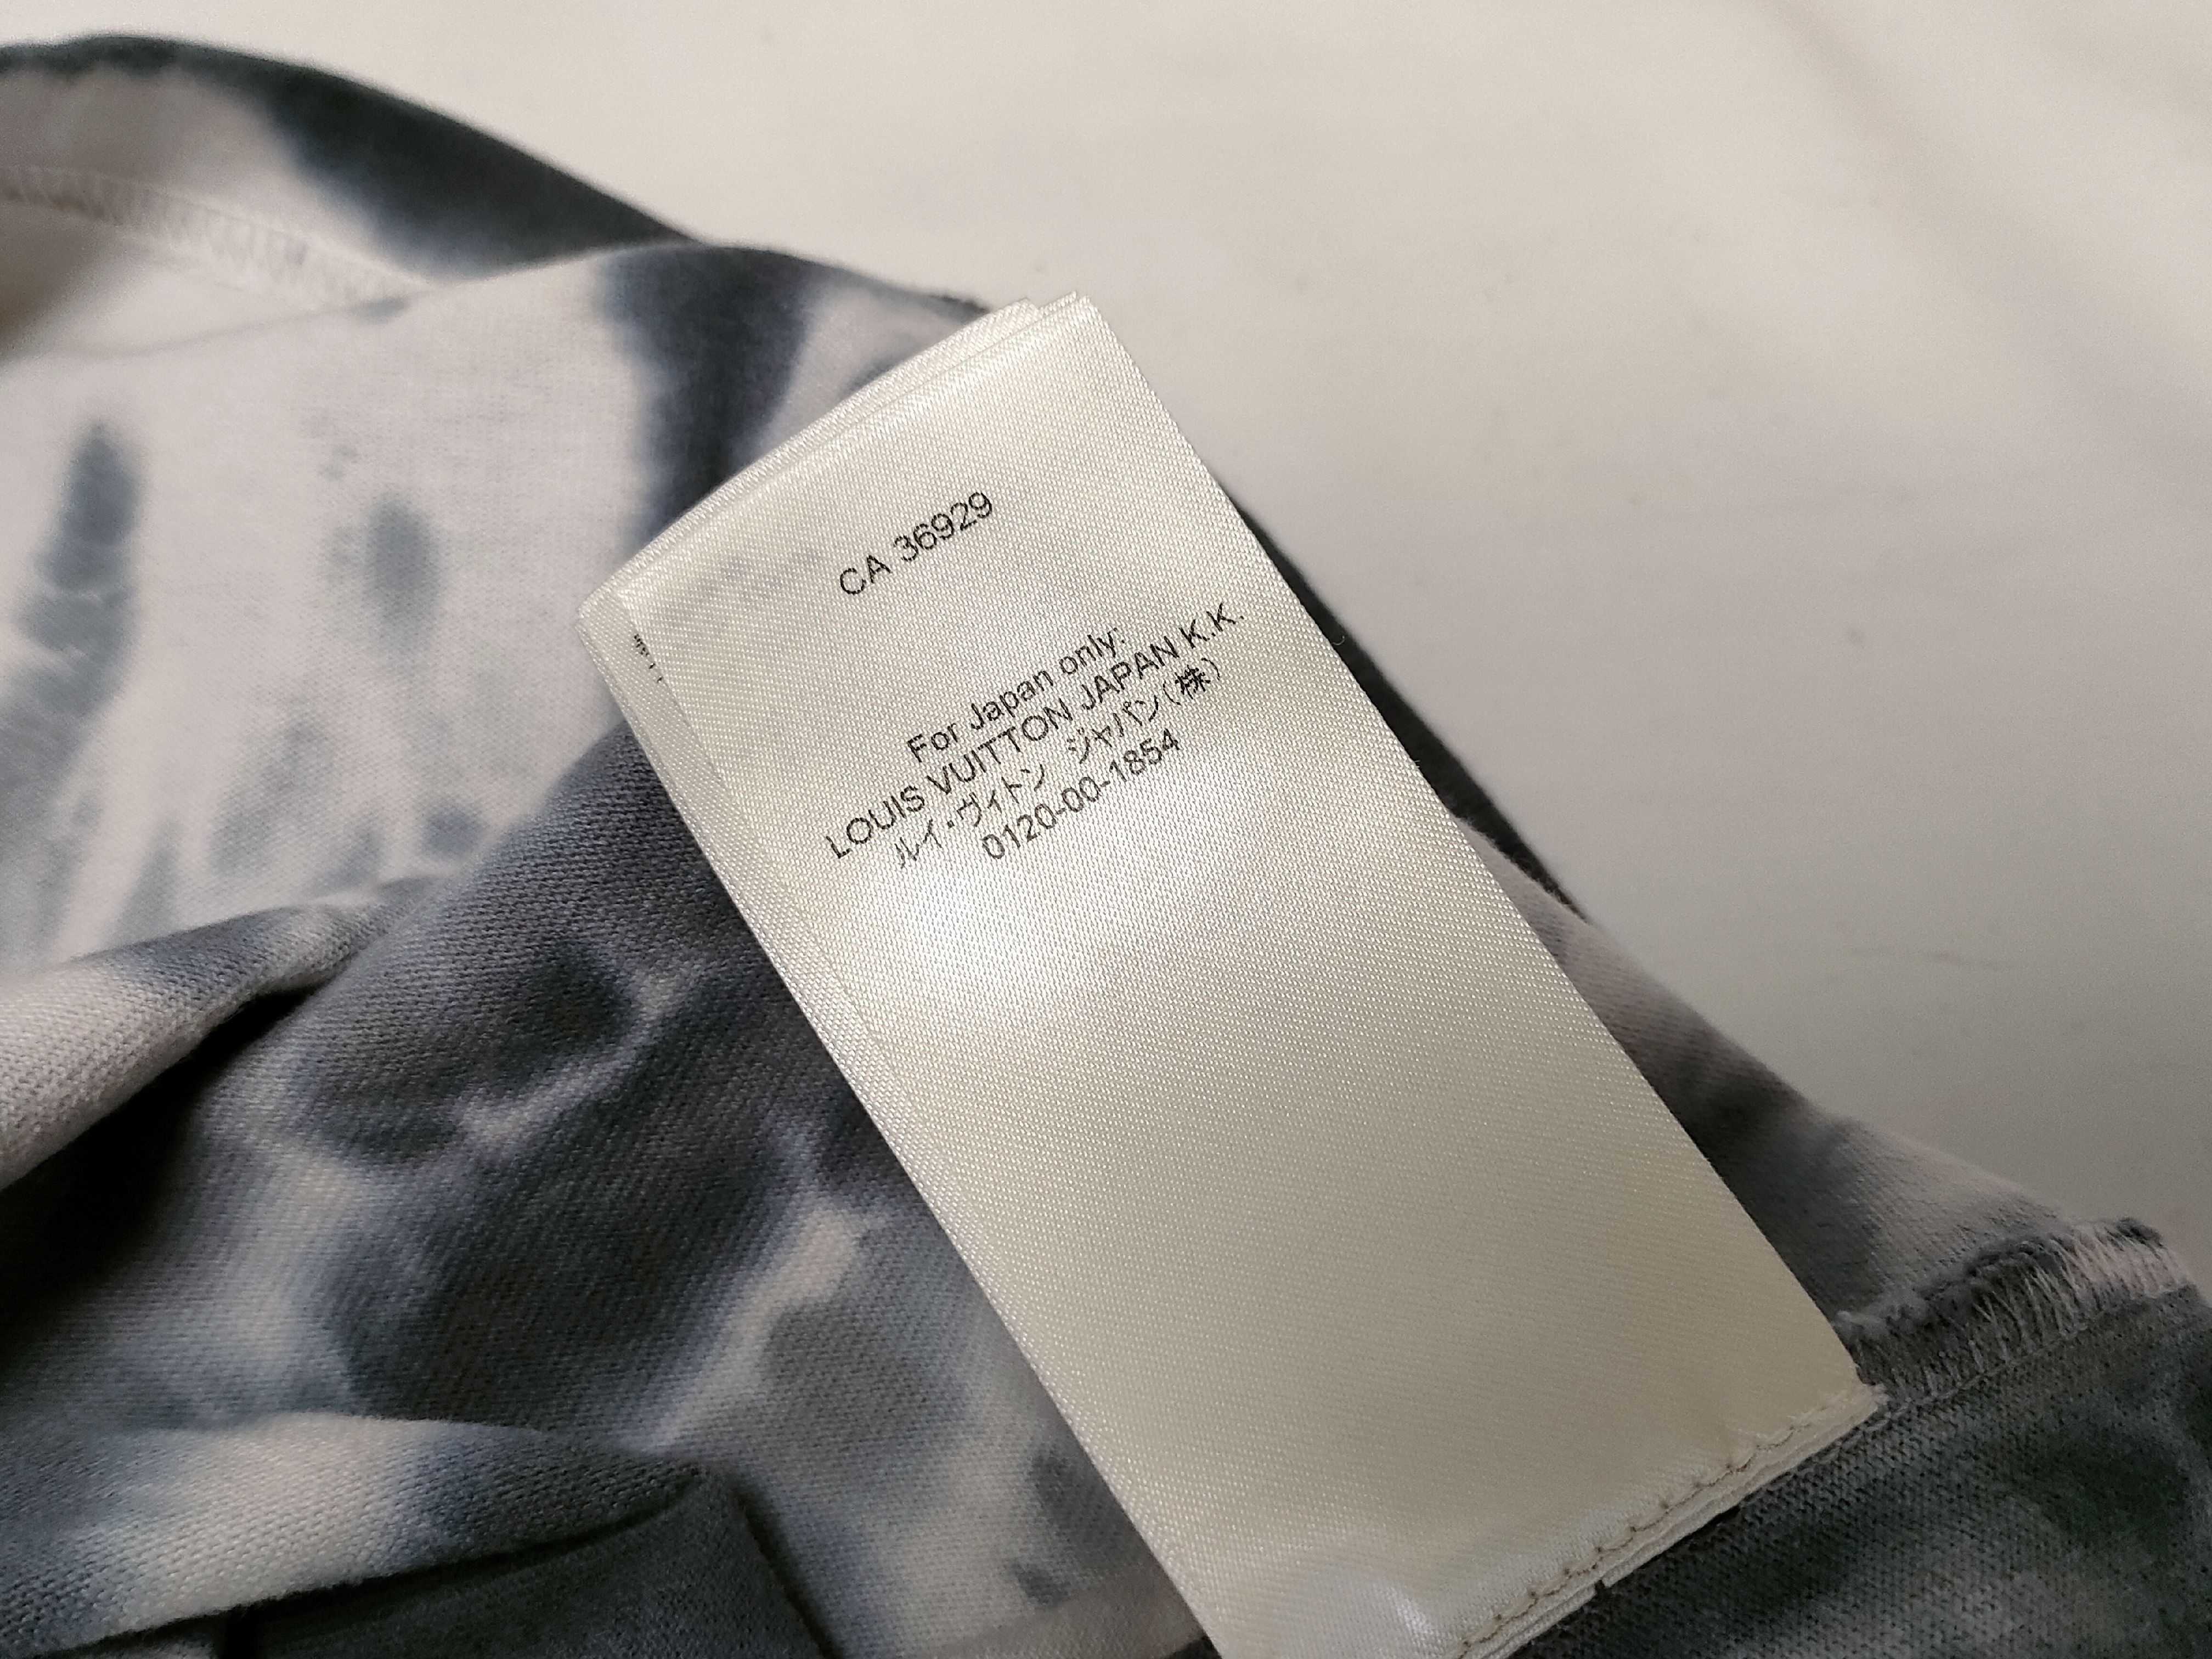 CA 36929
For Japan only:
LOUIS VUITTON JAPAN K.K.
ルイ・ヴィトン ジャパン(株)
0120-00-1854